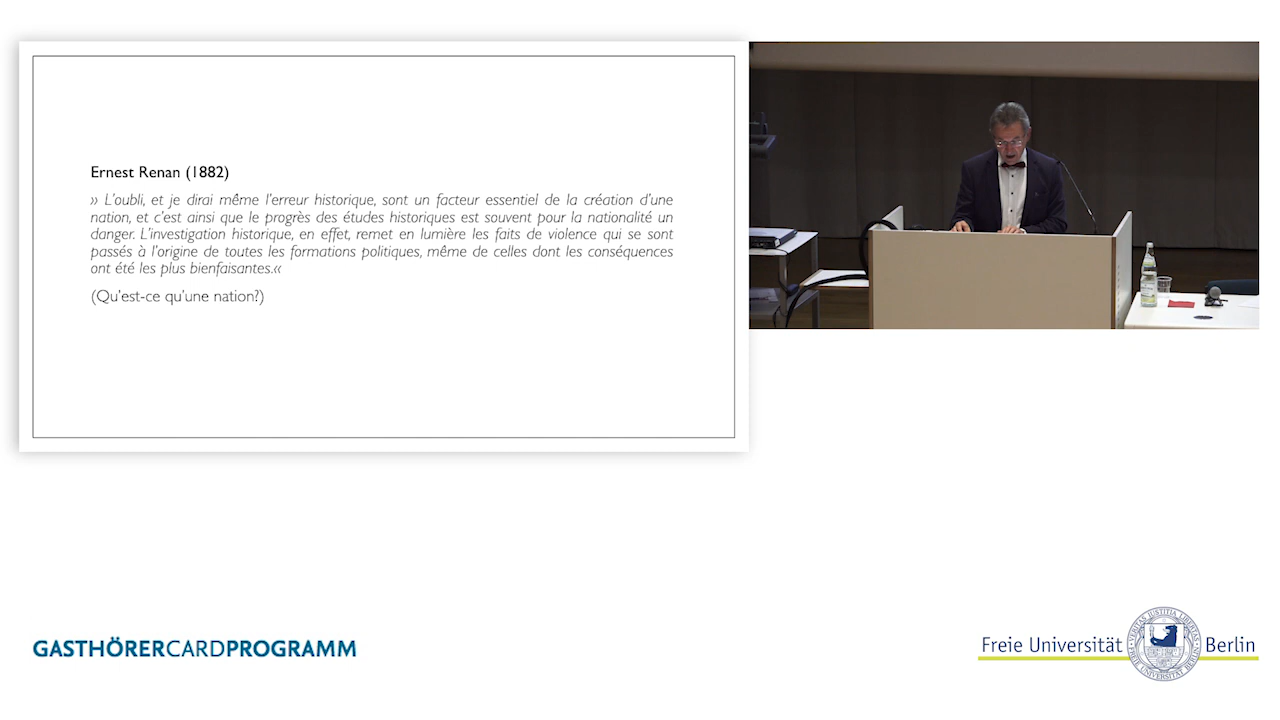 Ernest Renan (1882)
›› L’oubli, et je dirai même l’erreur historique, sont un facteur essentiel de la création d’une
nation, et c’est ainsi que le progrès des études historiques est souvent pour la nationalité un
danger. L’investigation historique, en effet, remet en lumière les faits de violence qui se sont
passés à l’origine de toutes les formations politiques, même de celles dont les conséquences
ont été les plus bienfaisantes.‹‹
(Qu’est-ce qu’une nation?)
GASTHÖRERCARDPROGRAMM
Freie Universität Berlin